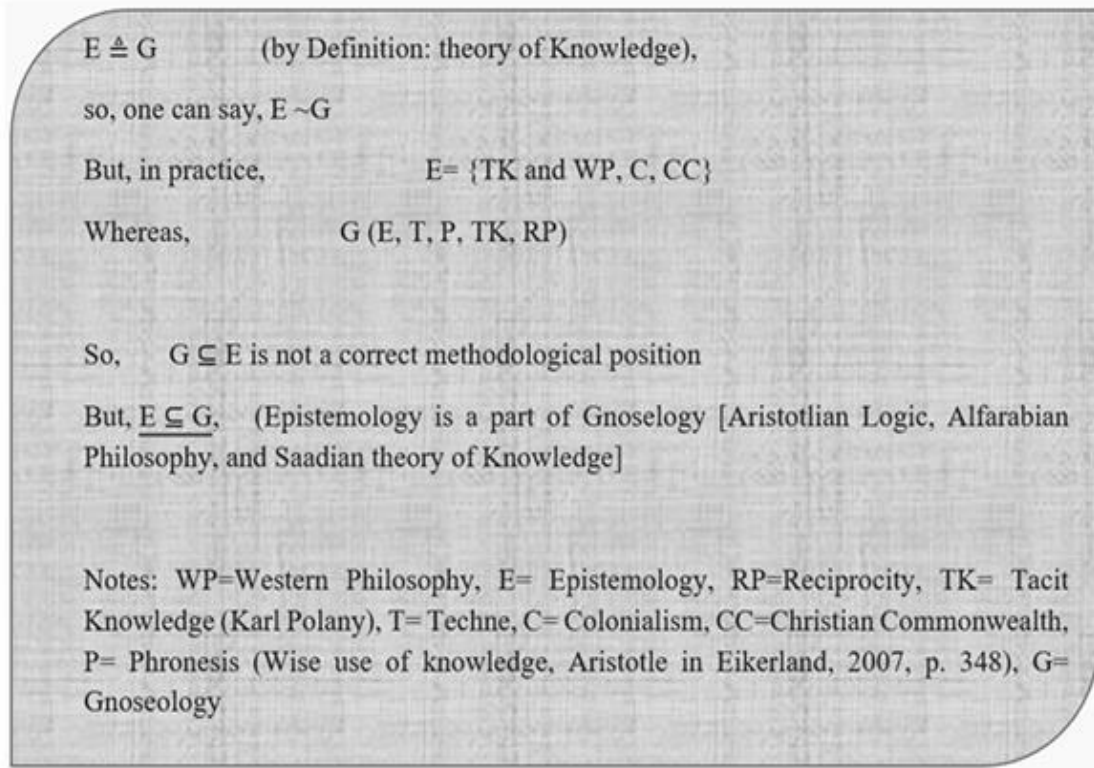 E ≜ G (by Definition: theory of Knowledge),
so, one can say, E ~G
But, in practice, E= {TK and WP, C, CC}
Whereas, G (E, T, P, TK, RP)
So, G ⊆ E is not a correct methodological position
But, E ⊆ G, (Epistemology is a part of Gnoselogy [Aristotlian Logic, Alfarabian
Philosophy, and Saadian theory of Knowledge]
Notes: WP=Western Philosophy, E= Epistemology, RP=Reciprocity, TK= Tacit
Knowledge (Karl Polany), T= Techne, C= Colonialism, CC=Christian Commonwealth,
P= Phronesis (Wise use of knowledge, Aristotle in Eikerland, 2007, p. 348), G=
Gnoseology